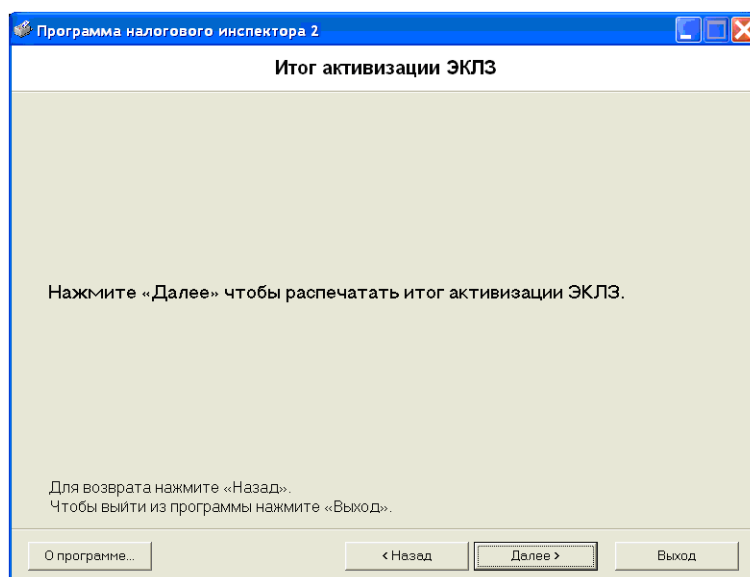 Программа налогового инспектора 2
Итог активизации ЭКЛЗ
Нажмите «Далее» чтобы распечатать итог активизации ЭКЛЗ.
Для возврата нажмите «Назад».
Чтобы выйти из программы нажмите «Выход».
О программе... < Назад Далее > Выход